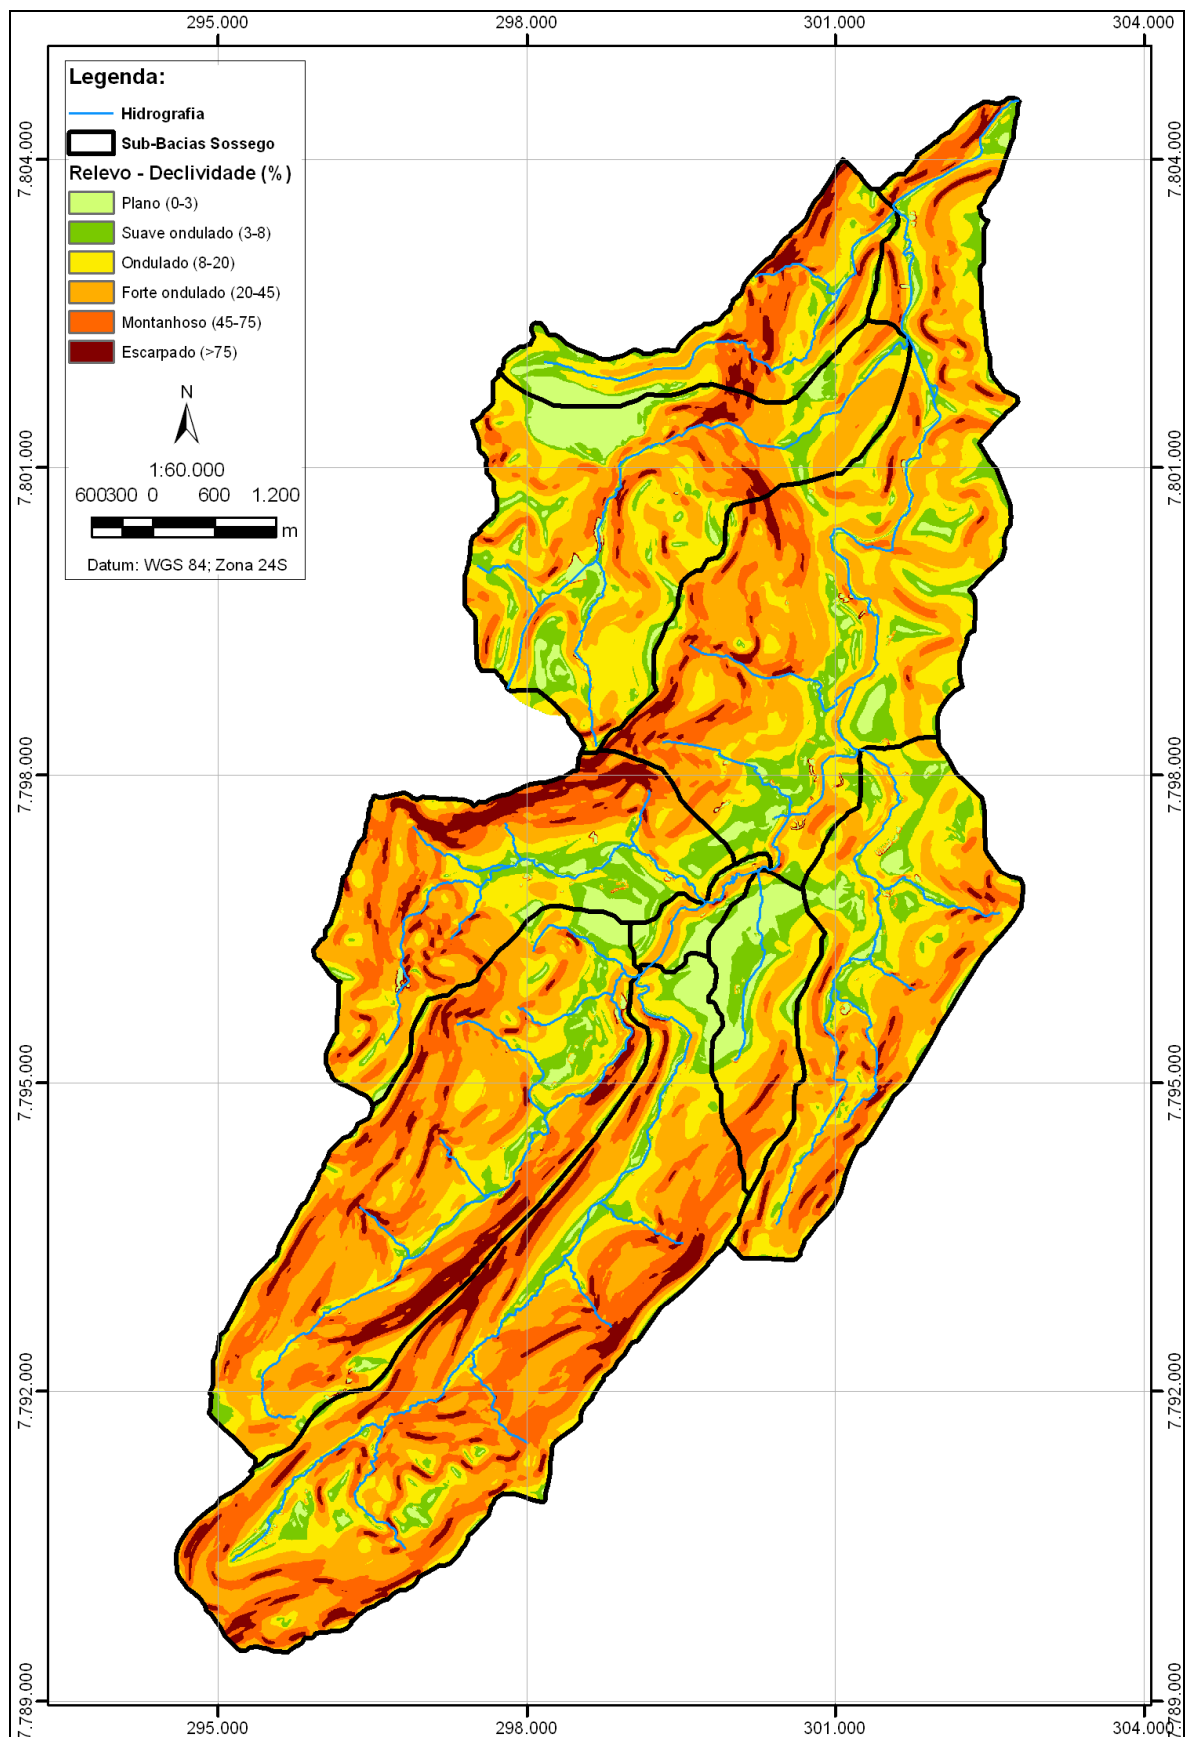 295.000 298.000 301.000 304.000
Legenda:
Hidrografia
Sub-Bacias Sossego
Relevo - Declividade (%)
Plano (0-3)
Suave ondulado (3-8)
Ondulado (8-20)
Forte ondulado (20-45)
Montanhoso (45-75)
Escarpado (>75)
N
1:60.000
600300 0 600 1.200
m
Datum: WGS 84; Zona 24S
7.804.000
7.804.000
7.801.000
7.801.000
7.798.000
7.798.000
7.795.000
7.795.000
7.792.000
7.792.000
7.789.000
7.789.000
295.000 298.000 301.000 304.000